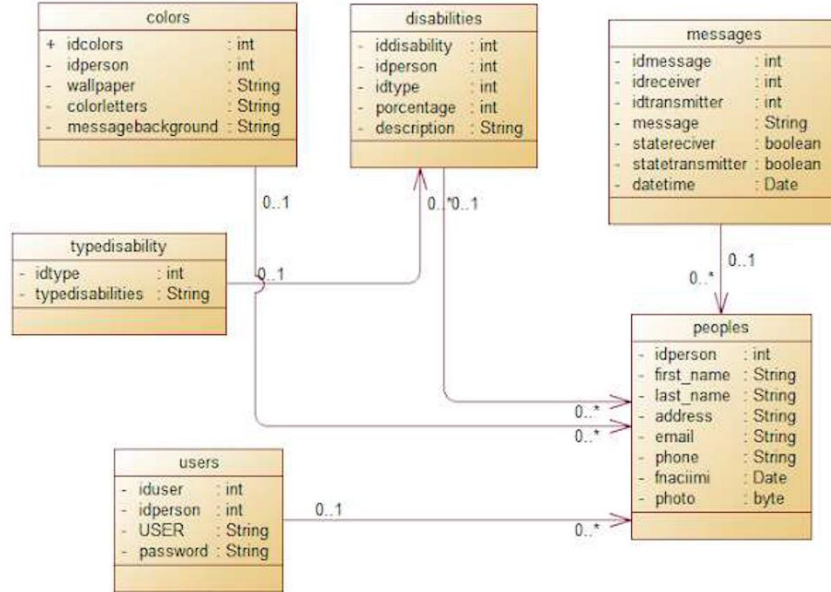 colors
+ idcolors : int
- idperson : int
- wallpaper : String
- colorletters : String
- messagebackground : String
disabilities
- iddisability : int
- idperson : int
- idtype : int
- porcentage : int
- description : String
messages
- idmessage : int
- idreceiver : int
- idtransmitter : int
- message : String
- statereciver : boolean
- statetransmitter : boolean
- datetime : Date
0..1
0..*
0..1
typedisability
- idtype : int
- typedisabilities : String
0..1
0..1
0..*
peoples
- idperson : int
- first_name : String
- last_name : String
- address : String
- email : String
- phone : String
- fnaciimi : Date
- photo : byte
0..*
0..*
users
- iduser : int
- idperson : int
- USER : String
- password : String
0..1
0..*